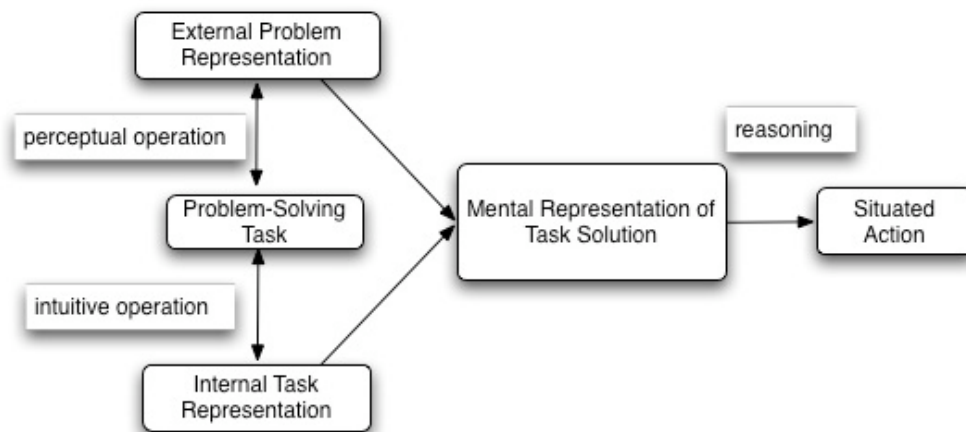 External Problem
Representation
perceptual operation
Problem-Solving
Task
intuitive operation
Internal Task
Representation
Mental Representation of
Task Solution
reasoning
Situated
Action